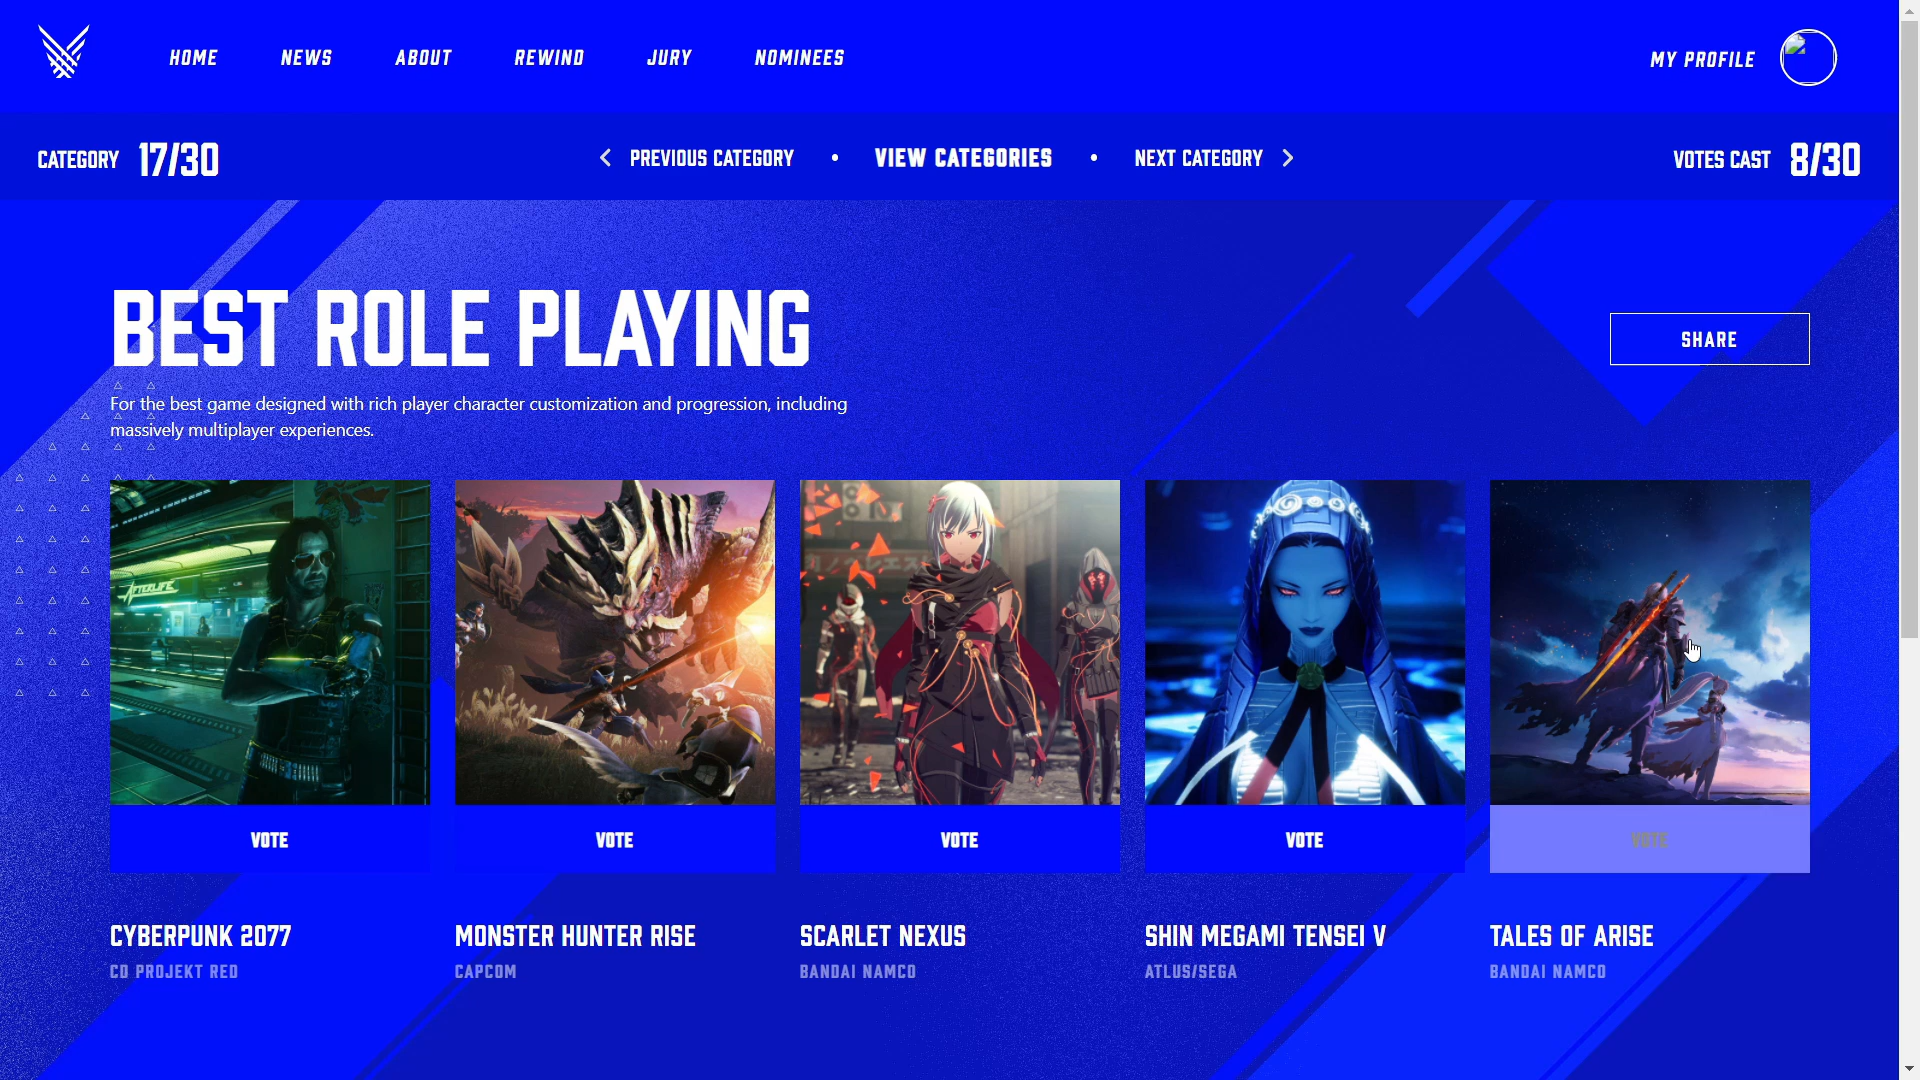 HOME NEWS ABOUT REWIND JURY NOMINEES MY PROFILE
CATEGORY 17/30 PREVIOUS CATEGORY • VIEW CATEGORIES • NEXT CATEGORY VOTES CAST 8/30
BEST ROLE PLAYING
SHARE
For the best game designed with rich player character customization and progression, including
massively multiplayer experiences.
AFTERLIFE
VOTE VOTE VOTE VOTE VOTE
CYBERPUNK 2077 MONSTER HUNTER RISE SCARLET NEXUS SHIN MEGAMI TENSEI V TALES OF ARISE
CD PROJEKT RED CAPCOM BANDAI NAMCO ATLUS/SEGA BANDAI NAMCO